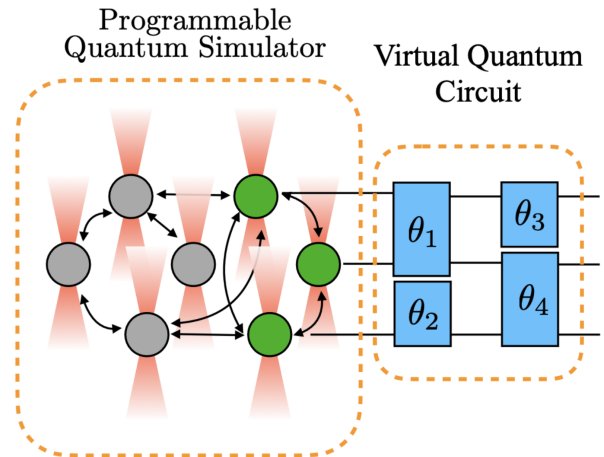 Programmable
Quantum Simulator
Virtual Quantum
Circuit
θ₁
θ₃
θ₂
θ₄